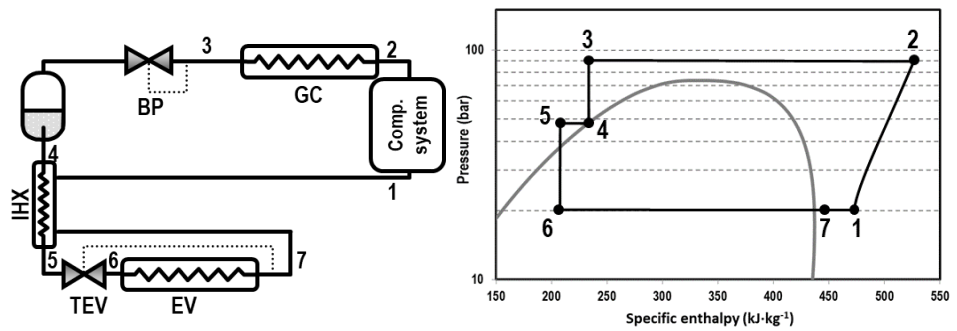 3
2
BP
GC
Comp.
system
4
1
IHX
5
6
7
TEV
EV
100
10
Pressure (bar)
3
2
5
4
6
7
1
150 200 250 300 350 400 450 500 550
Specific enthalpy (kJ·kg⁻¹)